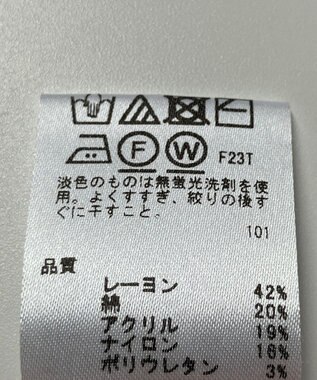 F W F23T
淡色のものは無蛍光洗剤を使
用。よくすすぎ、絞りの後す
ぐに干すこと。
101
品質
レーヨン 42%
綿 20%
アクリル 19%
ナイロン 16%
ポリウレタン 3%